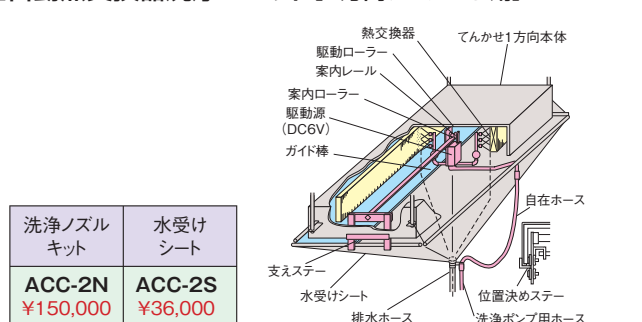 熱交換器
てんかせ1方向本体
駆動ローラー
案内レール
案内ローラー
駆動源
（DC6V）
ガイド棒
自在ホース
洗浄ノズル
キット
水受け
シート
ACC-2N
¥150,000
ACC-2S
¥36,000
支えステー
水受けシート
排水ホース
位置決めステー
洗浄ポンプ用ホース